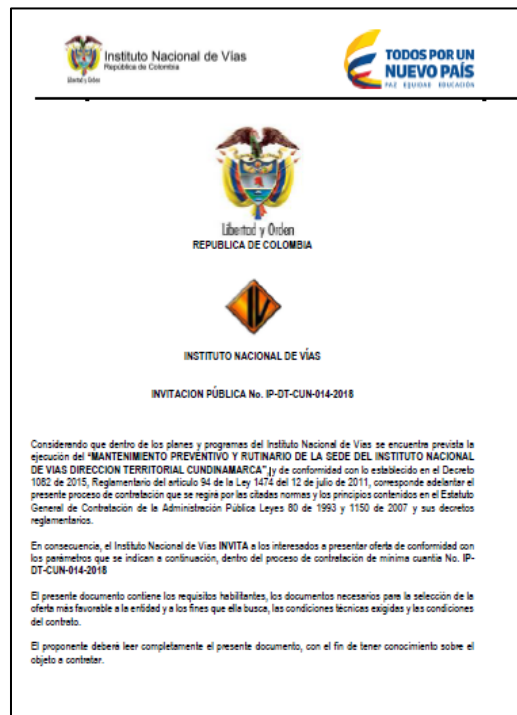 Instituto Nacional de Vías
República de Colombia
Libertad y Orden
TODOS POR UN
NUEVO PAÍS
PAZ EQUIDAD EDUCACIÓN
Libertad y Orden
REPUBLICA DE COLOMBIA
INSTITUTO NACIONAL DE VÍAS
INVITACION PÚBLICA No. IP-DT-CUN-014-2018
Considerando que dentro de los planes y programas del Instituto Nacional de Vias se encuentra prevista la
ejecución del “MANTENIMIENTO PREVENTIVO Y RUTINARIO DE LA SEDE DEL INSTITUTO NACIONAL
DE VIAS DIRECCION TERRITORIAL CUNDINAMARCA”, y de conformidad con lo establecido en el Decreto
1082 de 2015, Reglamentario del articulo 94 de la Ley 1474 del 12 de julio de 2011, corresponde adelantar el
presente proceso de contratación que se regirá por las citadas normas y los principios contenidos en el Estatuto
General de Contratación de la Administración Pública Leyes 80 de 1993 y 1150 de 2007 y sus decretos
reglamentarios.
En consecuencia, el Instituto Nacional de Vias INVITA a los interesados a presentar oferta de conformidad con
los parámetros que se indican a continuación, dentro del proceso de contratación de mínima cuantía No. IP-
DT-CUN-014-2018
El presente documento contiene los requisitos habilitantes, los documentos necesarios para la selección de la
oferta más favorable a la entidad y a los fines que ella busca, las condiciones técnicas exigidas y las condiciones
del contrato.
El proponente deberá leer completamente el presente documento, con el fin de tener conocimiento sobre el
objeto a contratar.